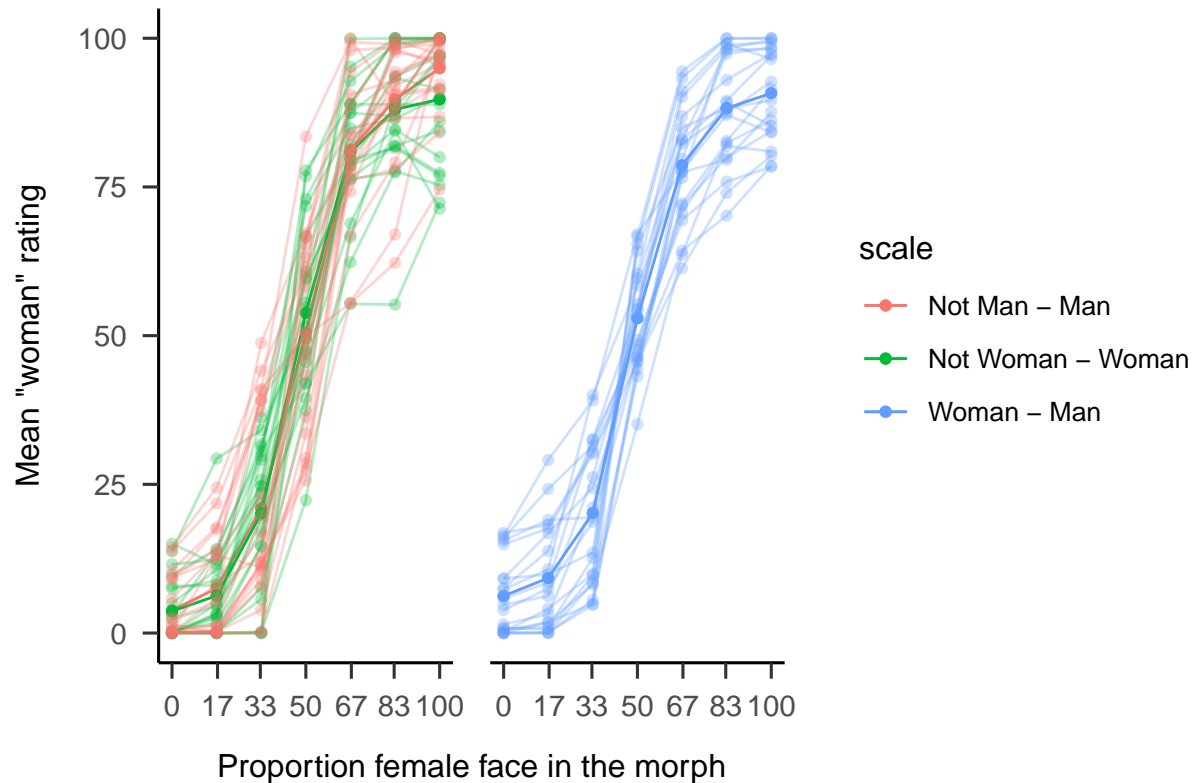 Mean "woman" rating
100
75
50
25
0
0 17 33 50 67 83 100
0 17 33 50 67 83 100
Proportion female face in the morph
scale
Not Man – Man
Not Woman – Woman
Woman – Man